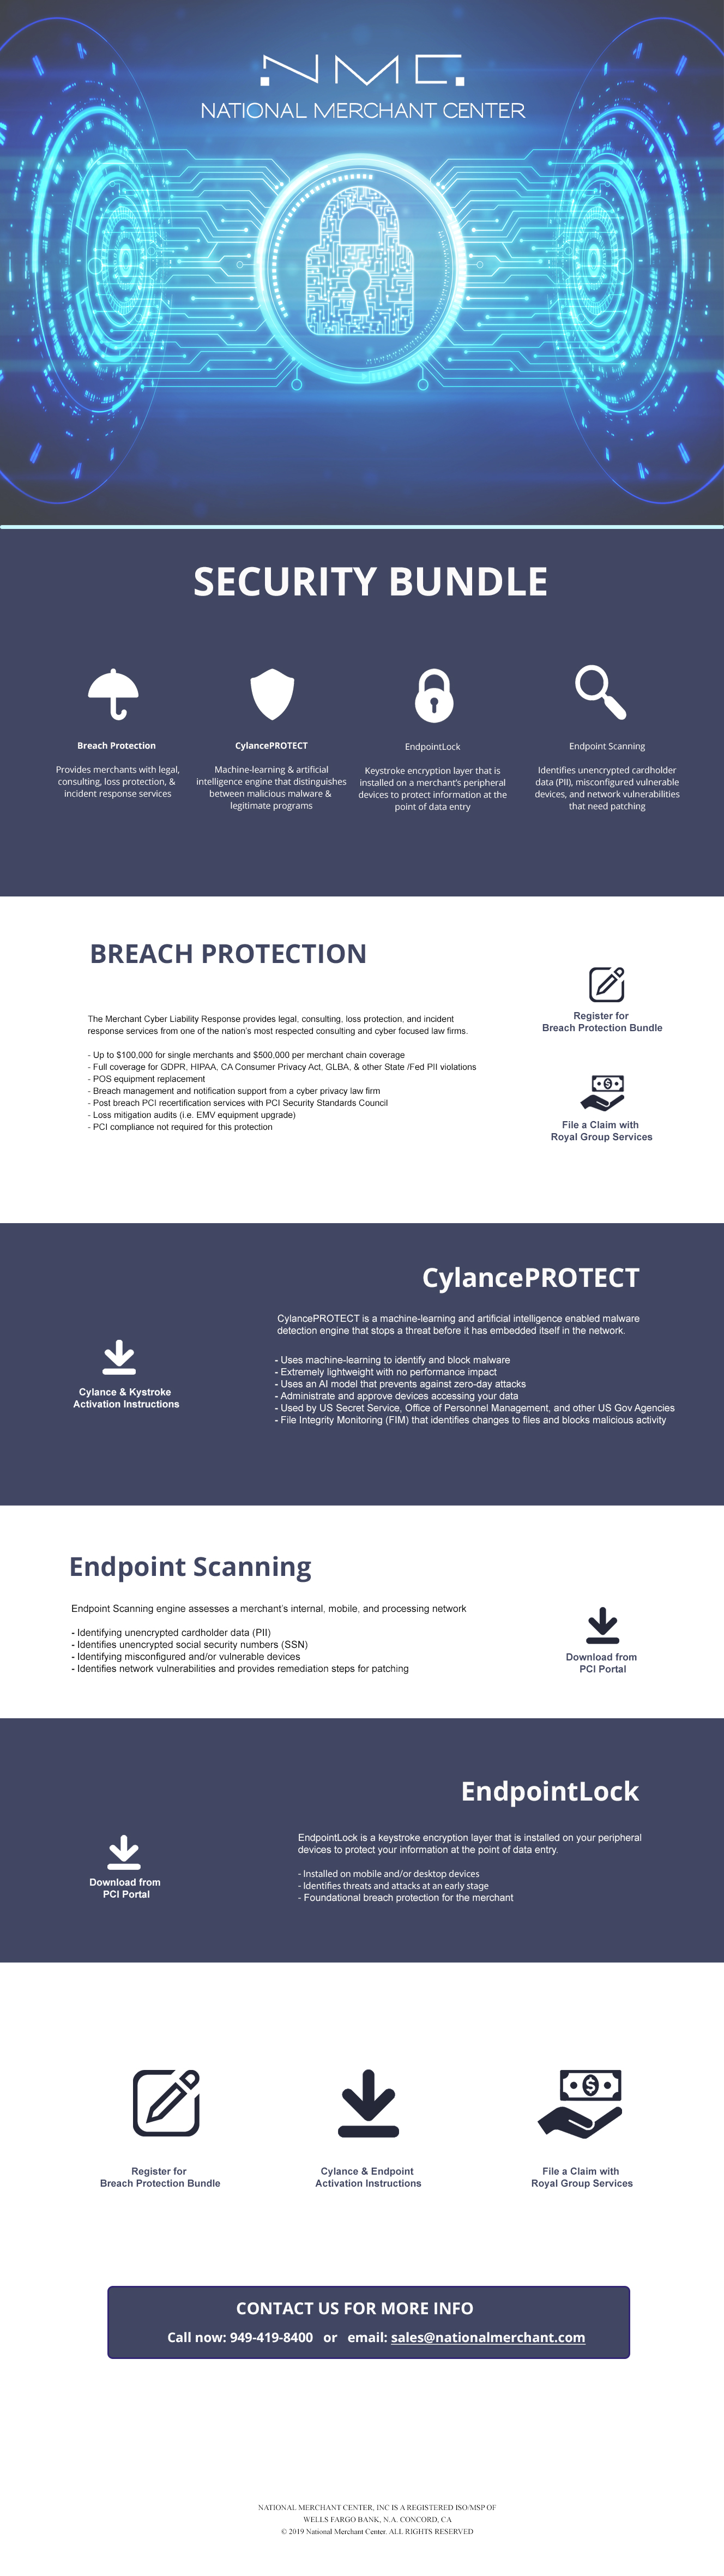 NMC
NATIONAL MERCHANT CENTER
SECURITY BUNDLE
Breach Protection
Provides merchants with legal,
consulting, loss protection, &
incident response services
CylancePROTECT
Machine-learning & artificial
intelligence engine that distinguishes
between malicious malware &
legitimate programs
EndpointLock
Keystroke encryption layer that is
installed on a merchant's peripheral
devices to protect information at the
point of data entry
Endpoint Scanning
Identifies unencrypted cardholder
data (PII), misconfigured vulnerable
devices, and network vulnerabilities
that need patching
BREACH PROTECTION
The Merchant Cyber Liability Response provides legal, consulting, loss protection, and incident
response services from one of the nation's most respected consulting and cyber focused law firms.
- Up to $100,000 for single merchants and $500,000 per merchant chain coverage
- Full coverage for GDPR, HIPAA, CA Consumer Privacy Act, GLBA, & other State /Fed PII violations
- POS equipment replacement
- Breach management and notification support from a cyber privacy law firm
- Post breach PCI recertification services with PCI Security Standards Council
- Loss mitigation audits (i.e. EMV equipment upgrade)
- PCI compliance not required for this protection
Register for
Breach Protection Bundle
File a Claim with
Royal Group Services
CylancePROTECT
CylancePROTECT is a machine-learning and artificial intelligence enabled malware
detection engine that stops a threat before it has embedded itself in the network.
- Uses machine-learning to identify and block malware
- Extremely lightweight with no performance impact
- Uses an AI model that prevents against zero-day attacks
- Administrate and approve devices accessing your data
- Used by US Secret Service, Office of Personnel Management, and other US Gov Agencies
- File Integrity Monitoring (FIM) that identifies changes to files and blocks malicious activity
Cylance & Kystroke
Activation Instructions
Endpoint Scanning
Endpoint Scanning engine assesses a merchant's internal, mobile, and processing network
- Identifying unencrypted cardholder data (PII)
- Identifies unencrypted social security numbers (SSN)
- Identifying misconfigured and/or vulnerable devices
- Identifies network vulnerabilities and provides remediation steps for patching
Download from
PCI Portal
EndpointLock
EndpointLock is a keystroke encryption layer that is installed on your peripheral
devices to protect your information at the point of data entry.
- Installed on mobile and/or desktop devices
- Identifies threats and attacks at an early stage
- Foundational breach protection for the merchant
Download from
PCI Portal
Register for
Breach Protection Bundle
Cylance & Endpoint
Activation Instructions
File a Claim with
Royal Group Services
CONTACT US FOR MORE INFO
Call now: 949-419-8400 or email: sales@nationalmerchant.com
NATIONAL MERCHANT CENTER, INC IS A REGISTERED ISO/MSP OF
WELLS FARGO BANK, N.A. CONCORD, CA
© 2019 National Merchant Center. ALL RIGHTS RESERVED